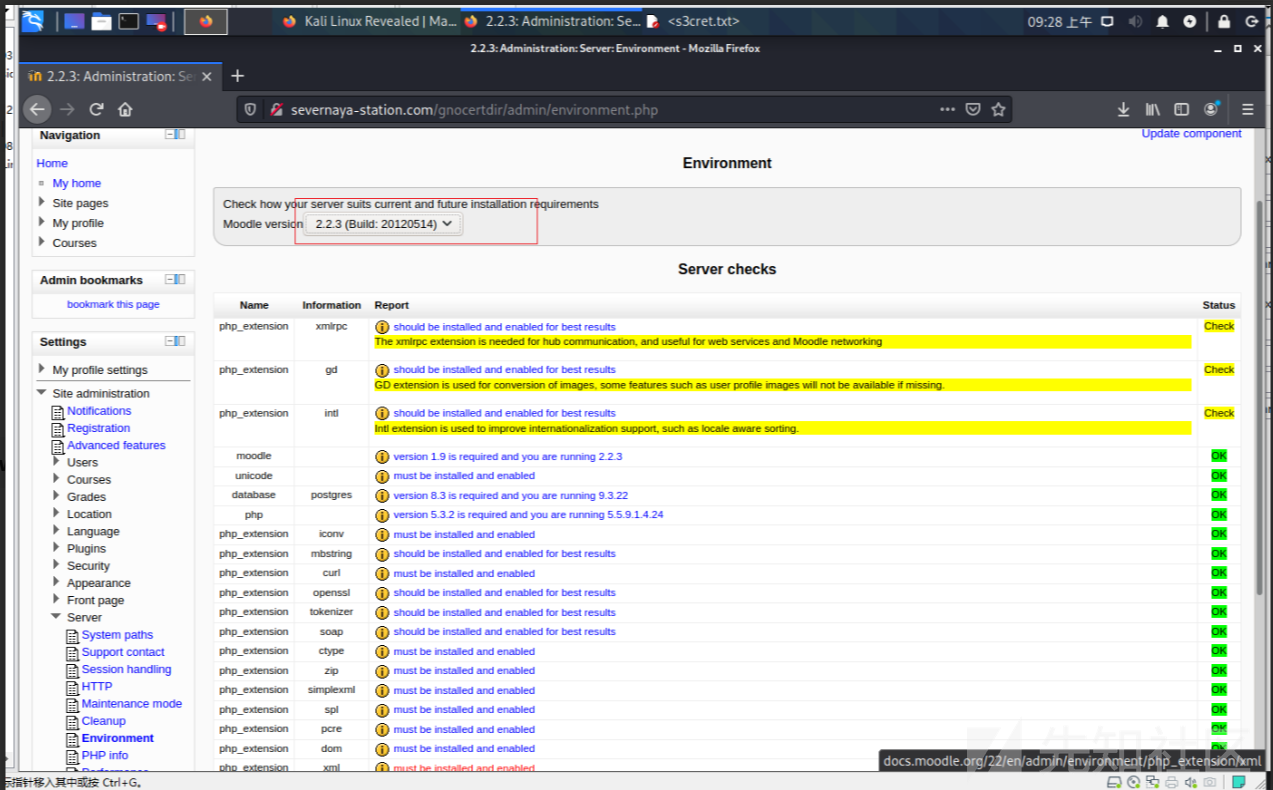 Kali Linux Revealed | Ma…
2.2.3: Administration: Se…
<s3cret.txt>
09:28 上午
2.2.3: Administration: Server: Environment - Mozilla Firefox
2.2.3: Administration: Se
severnaya-station.com/gnocertdir/admin/environment.php
Navigation
Home
My home
Site pages
My profile
Courses
Admin bookmarks
bookmark this page
Settings
My profile settings
Site administration
Notifications
Registration
Advanced features
Users
Courses
Grades
Location
Language
Plugins
Security
Appearance
Front page
Server
System paths
Support contact
Session handling
HTTP
Maintenance mode
Cleanup
Environment
PHP info
Performance
Update component
Environment
Check how your server suits current and future installation requirements
Moodle version 2.2.3 (Build: 20120514)
Server checks
Name Information Report Status
php_extension xmlrpc should be installed and enabled for best results Check
The xmlrpc extension is needed for hub communication, and useful for web services and Moodle networking
php_extension gd should be installed and enabled for best results Check
GD extension is used for conversion of images, some features such as user profile images will not be available if missing.
php_extension intl should be installed and enabled for best results Check
Intl extension is used to improve internationalization support, such as locale aware sorting.
moodle version 1.9 is required and you are running 2.2.3 OK
unicode must be installed and enabled OK
database postgres version 8.3 is required and you are running 9.3.22 OK
php version 5.3.2 is required and you are running 5.5.9.1.4.24 OK
php_extension iconv must be installed and enabled OK
php_extension mbstring should be installed and enabled for best results OK
php_extension curl must be installed and enabled OK
php_extension openssl should be installed and enabled for best results OK
php_extension tokenizer should be installed and enabled for best results OK
php_extension soap should be installed and enabled for best results OK
php_extension ctype must be installed and enabled OK
php_extension zip must be installed and enabled OK
php_extension simplexml must be installed and enabled OK
php_extension spl must be installed and enabled OK
php_extension pcre must be installed and enabled OK
php_extension dom must be installed and enabled OK
php_extension xml must be installed and enabled
先知社区
docs.moodle.org/22/en/admin/environment/php_extension/xml
标指针移入其中或按 Ctrl+G。